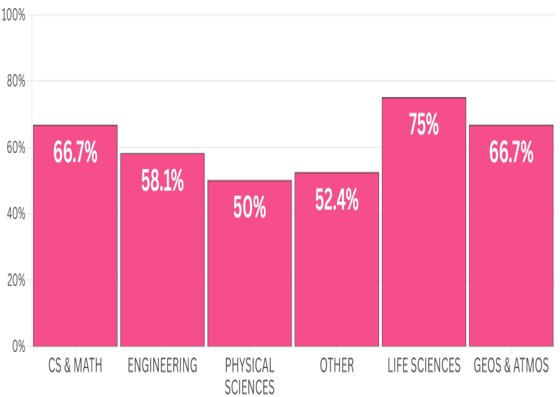 100%
80%
60%
40%
20%
0%
66.7%
58.1%
50%
52.4%
75%
66.7%
CS & MATH
ENGINEERING
PHYSICAL
SCIENCES
OTHER
LIFE SCIENCES
GEOS & ATMOS